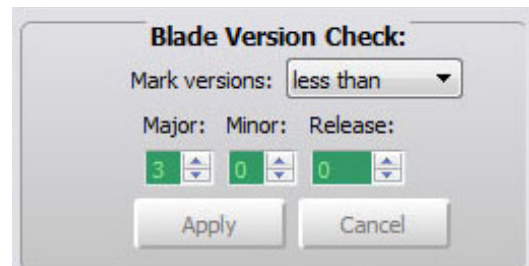 Blade Version Check:
Mark versions: less than
Major: Minor: Release:
3 0 0
Apply Cancel